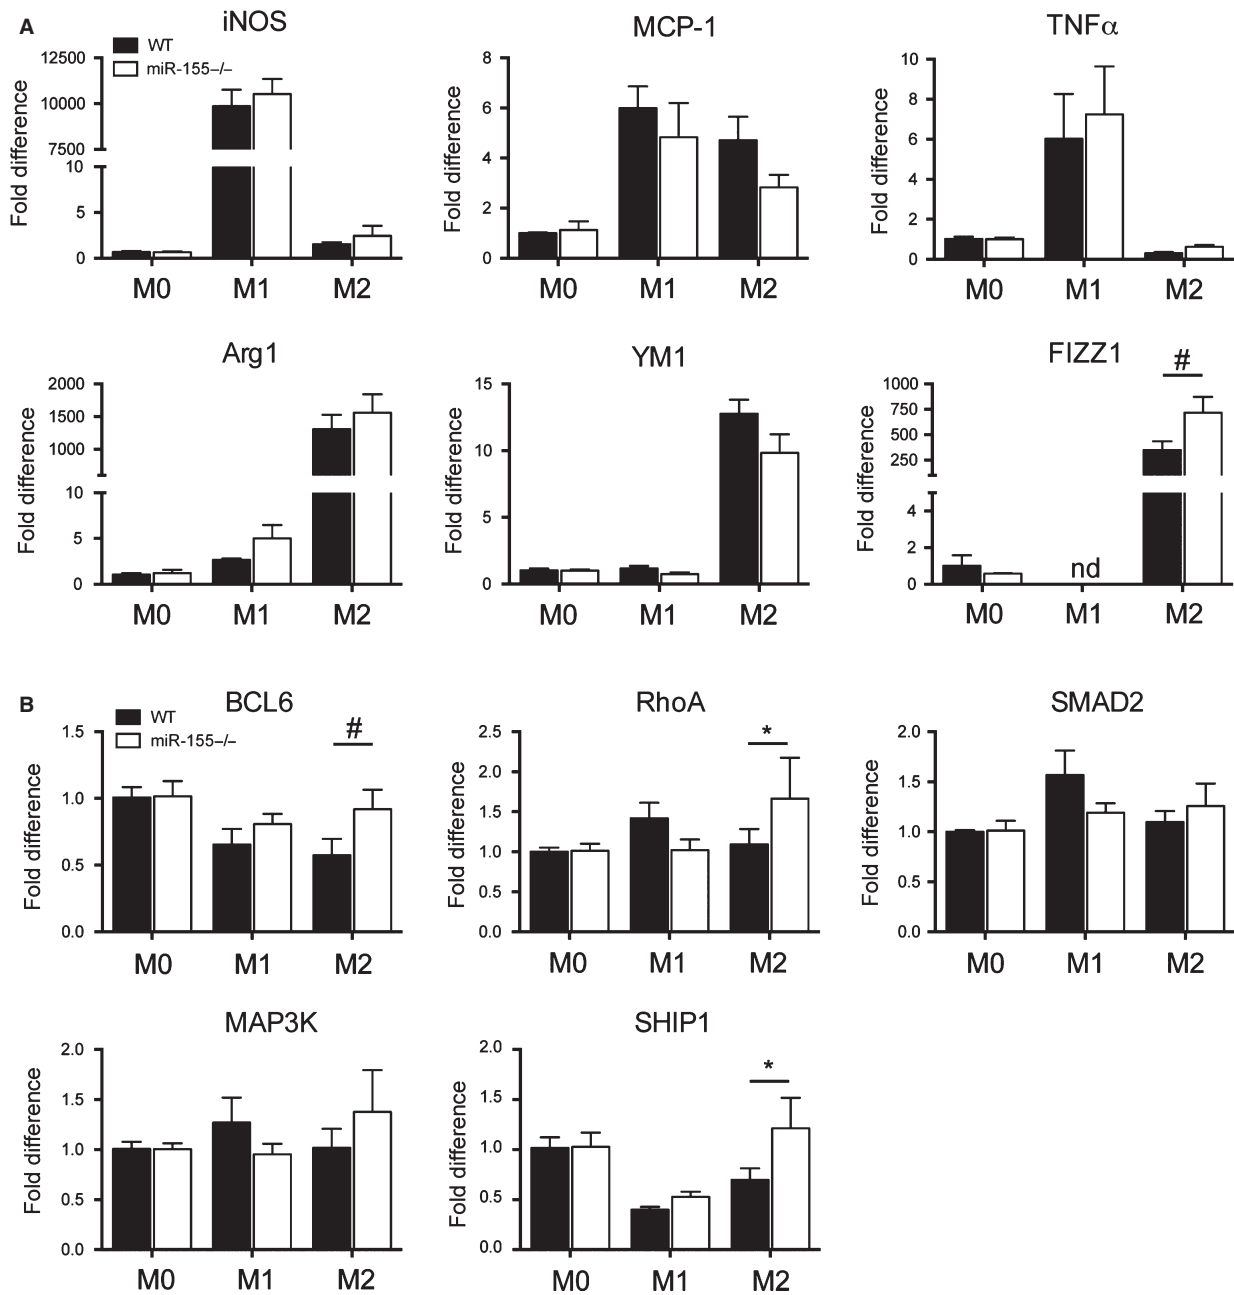 A
iNOS
WT
miR-155–/–
Fold difference
12500
10000
7500
10
5
0
M0 M1 M2
MCP-1
Fold difference
8
6
4
2
0
M0 M1 M2
TNFα
Fold difference
10
8
6
4
2
0
M0 M1 M2
Arg1
Fold difference
2000
1500
1000
10
5
0
M0 M1 M2
YM1
Fold difference
15
10
5
0
M0 M1 M2
FIZZ1
#
Fold difference
1000
750
500
250
4
2
0
nd
M0 M1 M2
B
BCL6
WT
miR-155–/–
#
Fold difference
1.5
1.0
0.5
0.0
M0 M1 M2
RhoA
*
Fold difference
2.5
2.0
1.5
1.0
0.5
0.0
M0 M1 M2
SMAD2
Fold difference
2.0
1.5
1.0
0.5
0.0
M0 M1 M2
MAP3K
Fold difference
2.0
1.5
1.0
0.5
0.0
M0 M1 M2
SHIP1
*
Fold difference
2.0
1.5
1.0
0.5
0.0
M0 M1 M2